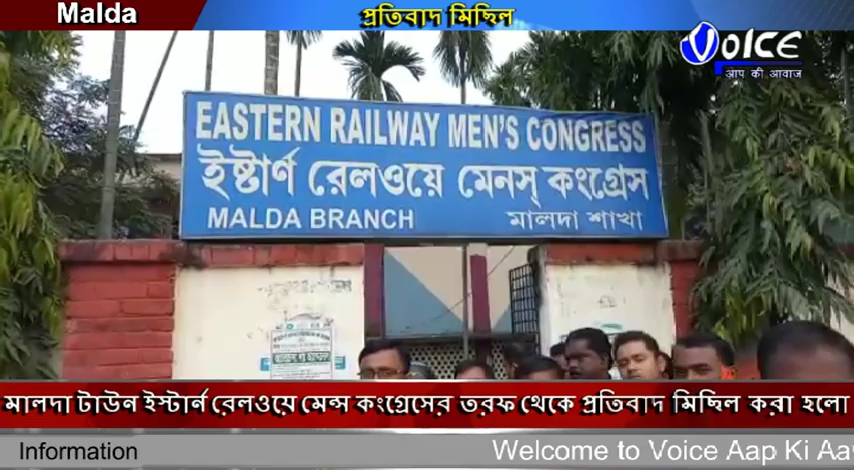 Malda
প্রতিবাদ মিছিল
VOICE
आप की आवाज
EASTERN RAILWAY MEN'S CONGRESS
ইষ্টার্ণ রেলওয়ে মেনস্ কংগ্রেস
MALDA BRANCH
মালদা শাখা
মালদা টাউন ইস্টার্ন রেলওয়ে মেন্স কংগ্রেসের তরফ থেকে প্রতিবাদ মিছিল করা হলো
Information
Welcome to Voice Aap Ki